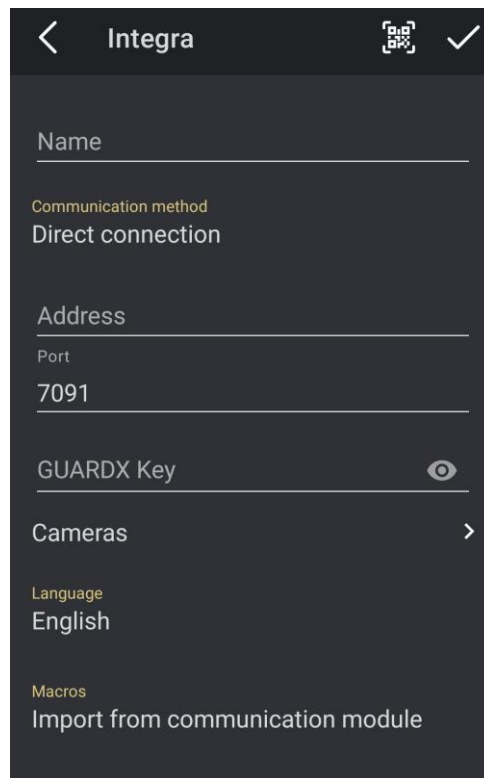 Integra
Name
Communication method
Direct connection
Address
Port
7091
GUARDX Key
Cameras
Language
English
Macros
Import from communication module